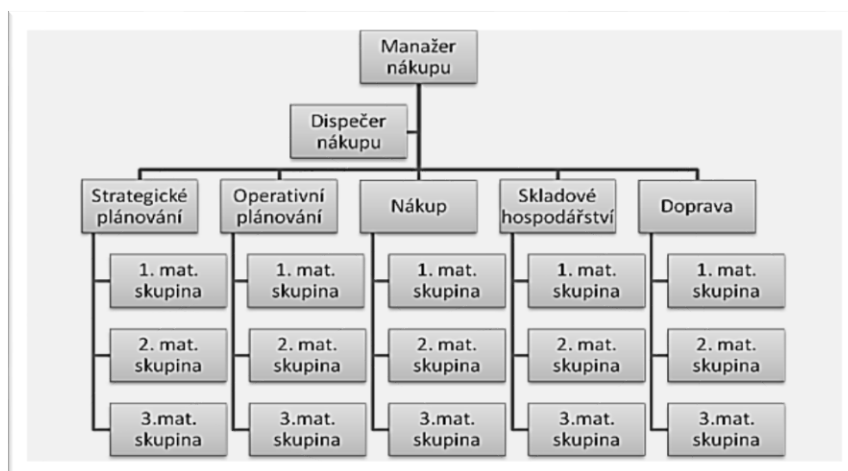 Manažer
nákupu
Dispečer
nákupu
Strategické
plánování
Operativní
plánování
Nákup
Skladové
hospodářství
Doprava
1. mat.
skupina
1. mat.
skupina
1. mat.
skupina
1. mat.
skupina
1. mat.
skupina
2. mat.
skupina
2. mat.
skupina
2. mat.
skupina
2. mat.
skupina
2. mat.
skupina
3.mat.
skupina
3.mat.
skupina
3.mat.
skupina
3.mat.
skupina
3.mat.
skupina